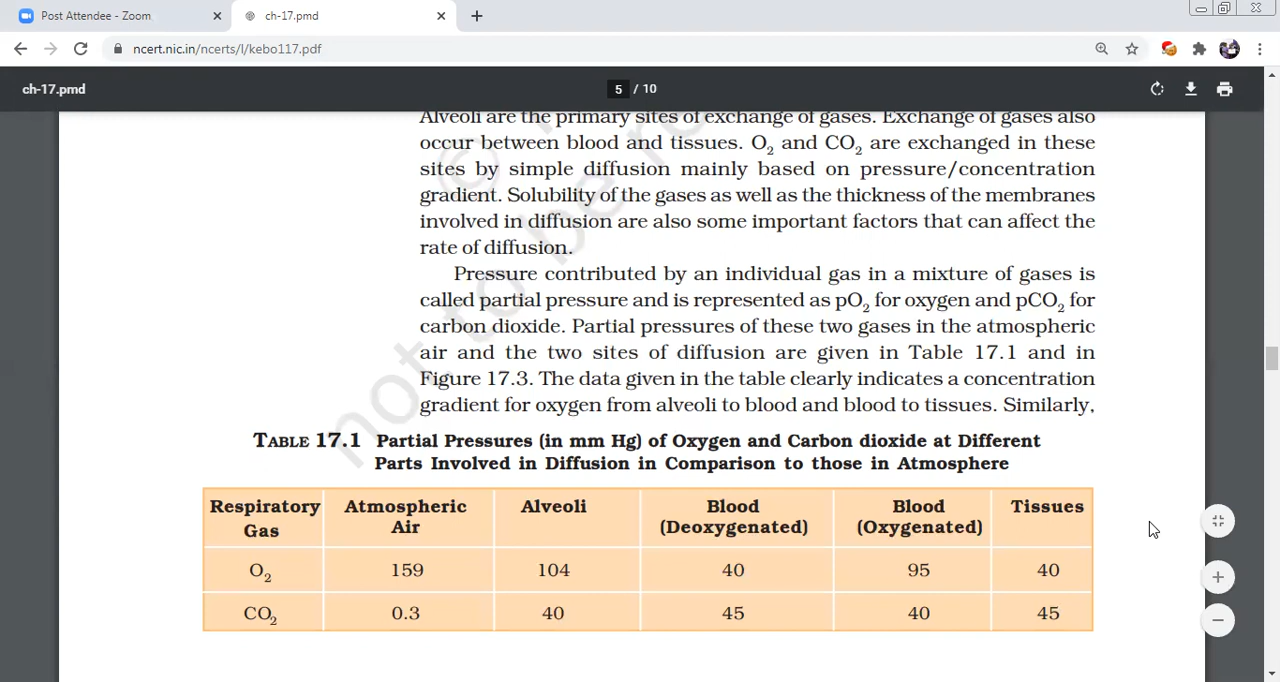 Post Attendee - Zoom
ch-17.pmd
ncert.nic.in/ncerts/l/kebo117.pdf
ch-17.pmd
5 / 10
Alveoli are the primary sites of exchange of gases. Exchange of gases also
occur between blood and tissues. O₂ and CO₂ are exchanged in these
sites by simple diffusion mainly based on pressure/concentration
gradient. Solubility of the gases as well as the thickness of the membranes
involved in diffusion are also some important factors that can affect the
rate of diffusion.
Pressure contributed by an individual gas in a mixture of gases is
called partial pressure and is represented as pO₂ for oxygen and pCO₂ for
carbon dioxide. Partial pressures of these two gases in the atmospheric
air and the two sites of diffusion are given in Table 17.1 and in
Figure 17.3. The data given in the table clearly indicates a concentration
gradient for oxygen from alveoli to blood and blood to tissues. Similarly,
TABLE 17.1 Partial Pressures (in mm Hg) of Oxygen and Carbon dioxide at Different
Parts Involved in Diffusion in Comparison to those in Atmosphere
Respiratory Gas Atmospheric Air Alveoli Blood (Deoxygenated) Blood (Oxygenated) Tissues
O₂ 159 104 40 95 40
CO₂ 0.3 40 45 40 45
©
not to be re